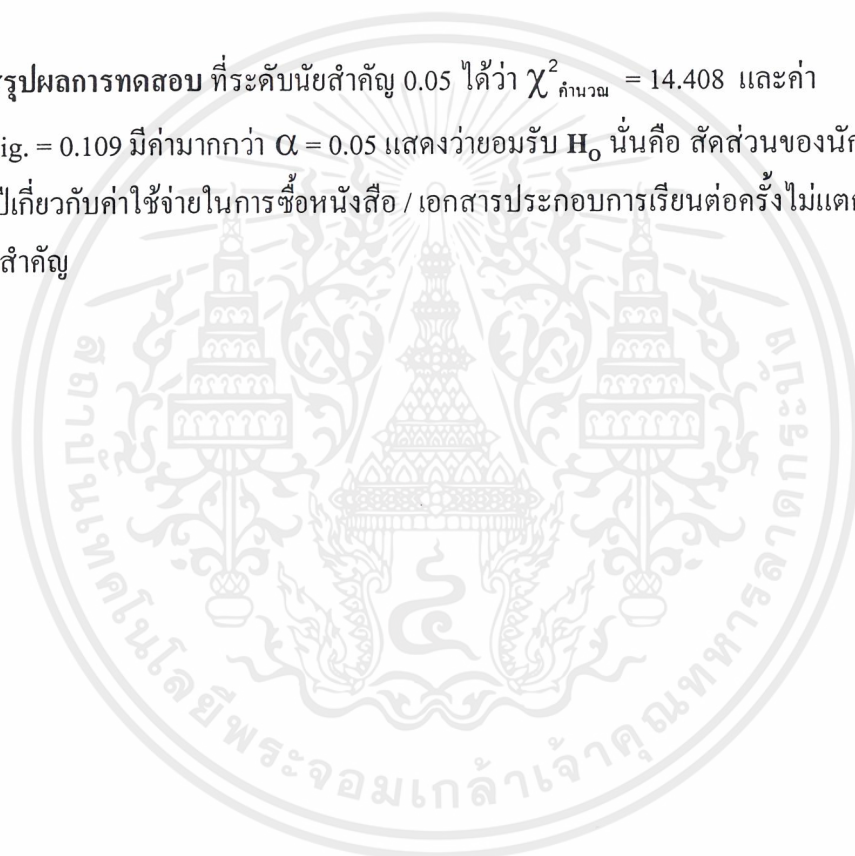 สรุปผลการทดสอบ ที่ระดับนัยสำคัญ 0.05 ได้ว่า χ²คำนวณ = 14.408 และค่า
ig. = 0.109 มีค่ามากกว่า α = 0.05 แสดงว่ายอมรับ H₀ นั่นคือ สัดส่วนของนัก
ปีเกี่ยวกับค่าใช้จ่ายในการซื้อหนังสือ / เอกสารประกอบการเรียนต่อครั้งไม่แตก
สำคัญ
สถาบันเทคโนโลยีพระจอมเกล้าเจ้าคุณทหารลาดกระบัง